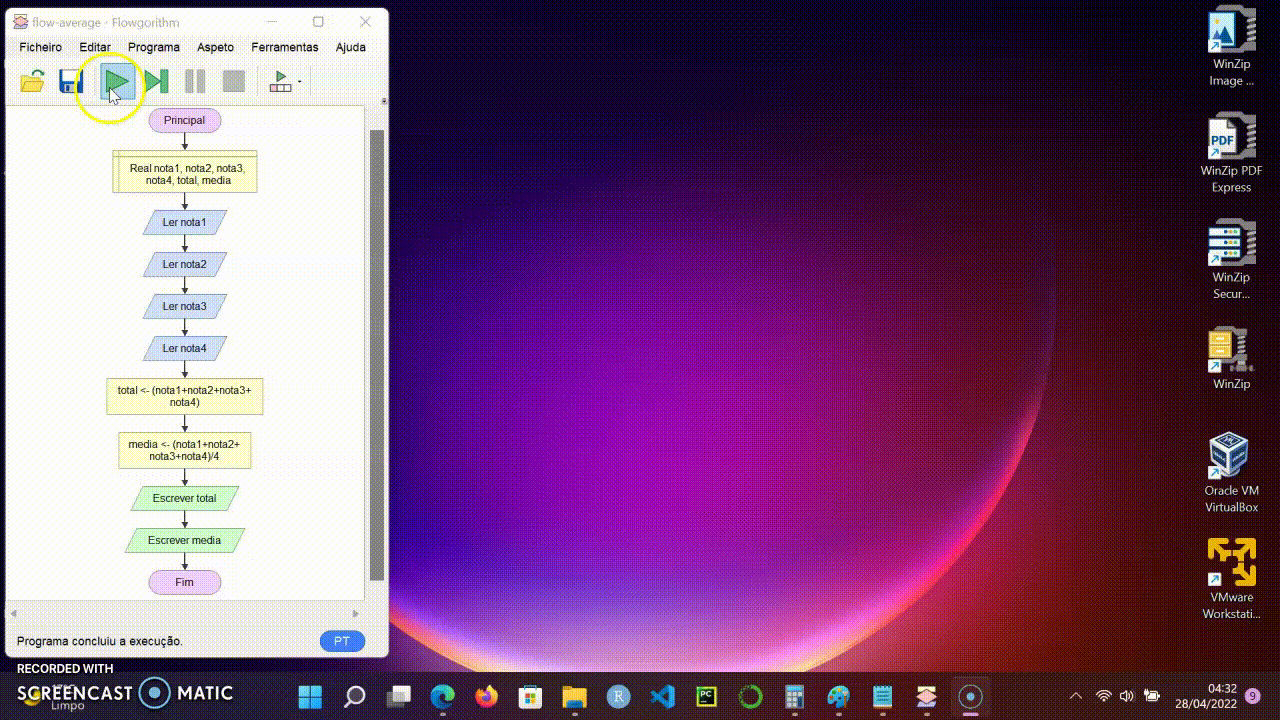 flow-average - Flowgorithm
Ficheiro Editar Programa Aspeto Ferramentas Ajuda
Principal
Real nota1, nota2, nota3,
nota4, total, media
Ler nota1
Ler nota2
Ler nota3
Ler nota4
total <- (nota1+nota2+nota3+
nota4)
media <- (nota1+nota2+
nota3+nota4)/4
Escrever total
Escrever media
Fim
Programa concluiu a execução.
PT
WinZip
Image ...
PDF
WinZip PDF
Express
WinZip
Secur...
WinZip
Oracle VM
VirtualBox
VMware
Workstati...
RECORDED WITH
SCREENCAST MATIC
Limpo
R
PC
04:32
28/04/2022
9